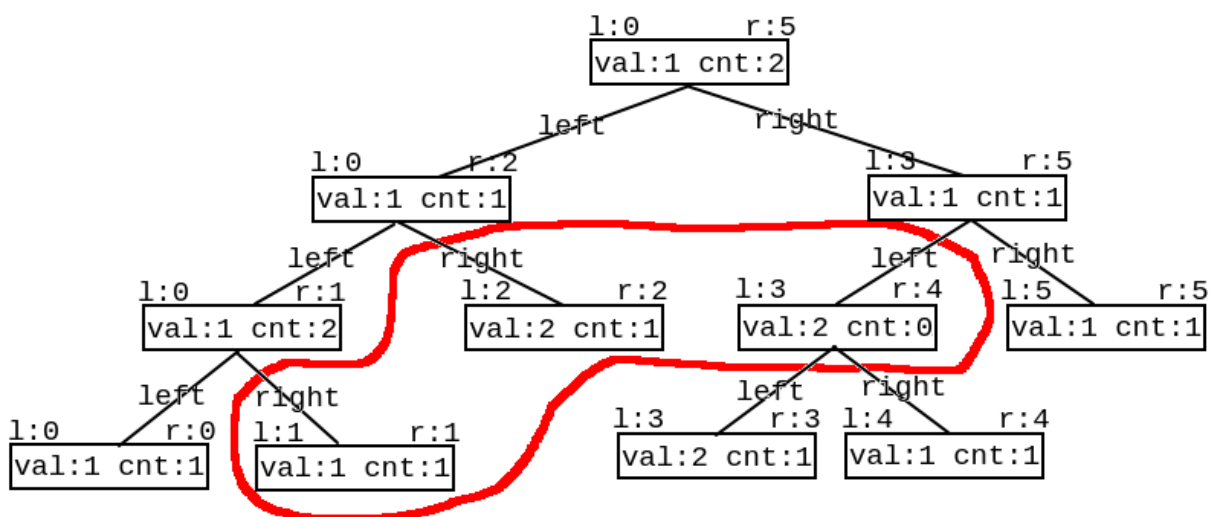 l:0 r:5
val:1 cnt:2
left right
l:0 r:2 l:3 r:5
val:1 cnt:1 val:1 cnt:1
left right left right
l:0 r:1 l:2 r:2 l:3 r:4 l:5 r:5
val:1 cnt:2 val:2 cnt:1 val:2 cnt:0 val:1 cnt:1
left right left right
l:0 r:0 l:1 r:1 l:3 r:3 l:4 r:4
val:1 cnt:1 val:1 cnt:1 val:2 cnt:1 val:1 cnt:1